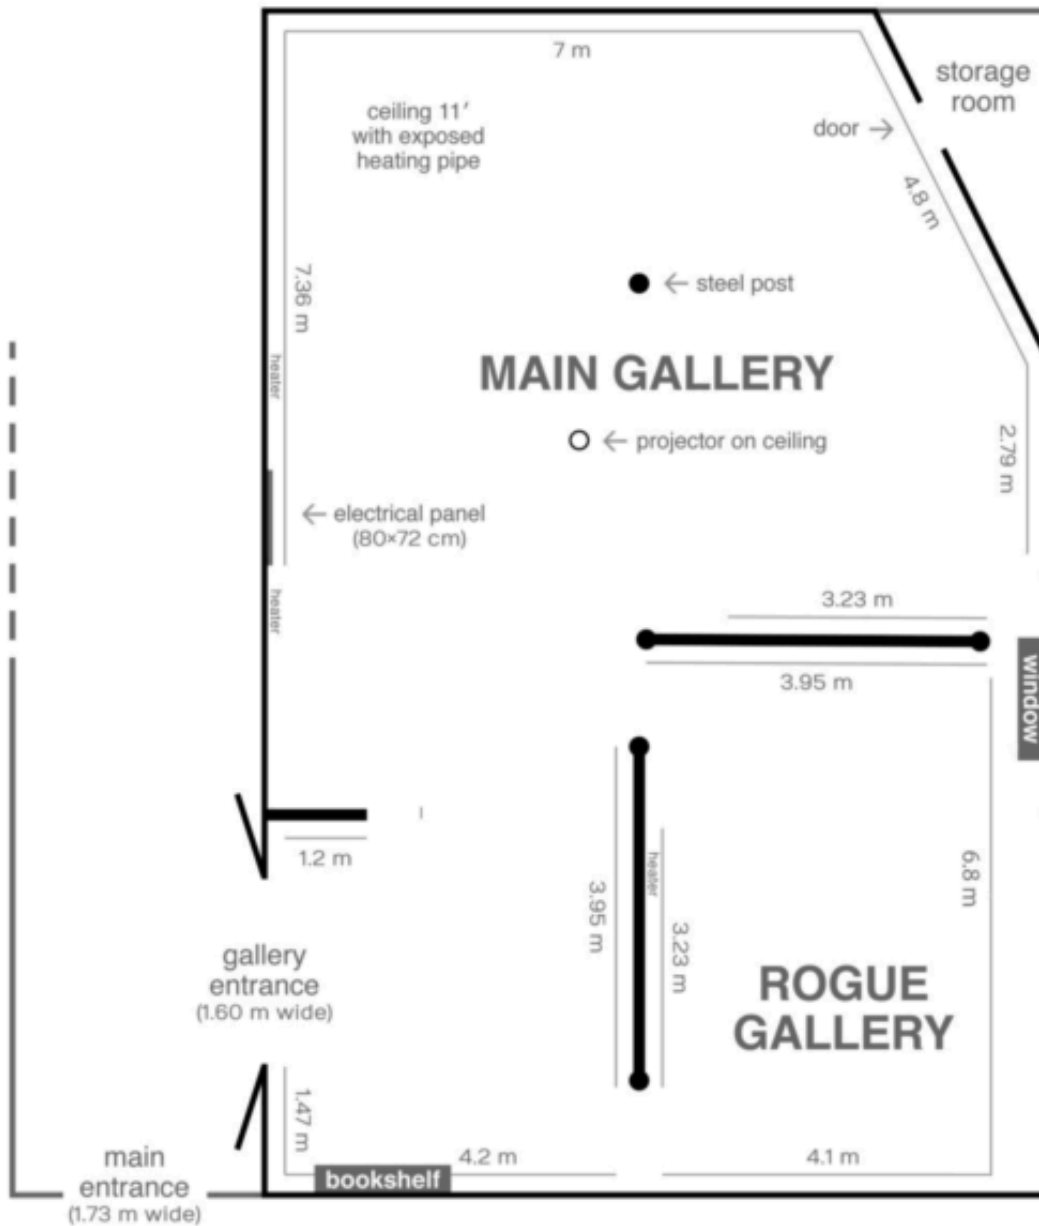 7 m
storage
room
ceiling 11′
with exposed
heating pipe
door →
4.8 m
7.36 m
← steel post
heater
MAIN GALLERY
← projector on ceiling
2.79 m
← electrical panel
(80×72 cm)
heater
3.23 m
window
3.95 m
1.2 m
heater
6.8 m
3.95 m
3.23 m
gallery
entrance
(1.60 m wide)
ROGUE
GALLERY
1.47 m
main
entrance
(1.73 m wide)
4.2 m
4.1 m
bookshelf